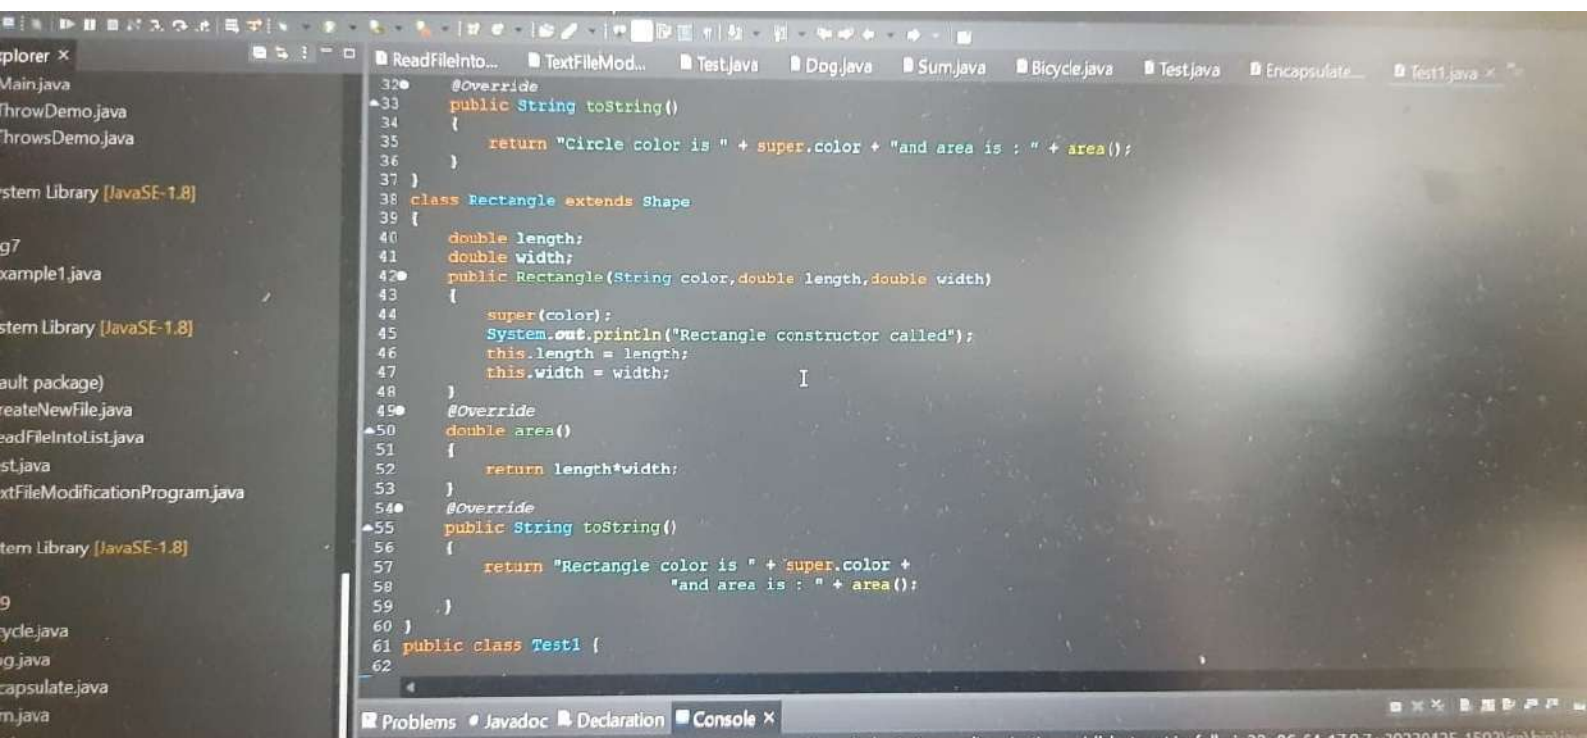 plorer ×
ReadFileInto... TextFileMod... Test.java Dog.java Sum.java Bicycle.java Test.java Encapsulate... Test1.java ×
Main.java
ThrowDemo.java
ThrowsDemo.java
stem Library [JavaSE-1.8]
g7
xample1.java
stem Library [JavaSE-1.8]
ault package)
reateNewFile.java
eadFileIntoList.java
st.java
xtFileModificationProgram.java
tem Library [JavaSE-1.8]
9
ycle.java
og.java
capsulate.java
m.java
32 @Override
33 public String toString()
34 {
35 return "Circle color is " + super.color + "and area is : " + area();
36 }
37 }
38 class Rectangle extends Shape
39 {
40 double length;
41 double width;
42 public Rectangle(String color,double length,double width)
43 {
44 super(color);
45 System.out.println("Rectangle constructor called");
46 this.length = length;
47 this.width = width;
48 }
49 @Override
50 double area()
51 {
52 return length*width;
53 }
54 @Override
55 public String toString()
56 {
57 return "Rectangle color is " + super.color +
58 "and area is : " + area();
59 }
60 }
61 public class Test1 {
62
Problems Javadoc Declaration Console ×